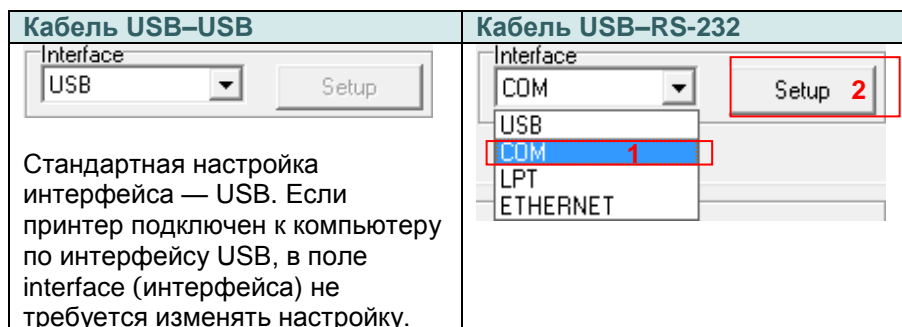 Кабель USB–USB
Interface
USB
Setup
Стандартная настройка
интерфейса — USB. Если
принтер подключен к компьютеру
по интерфейсу USB, в поле
interface (интерфейса) не
требуется изменять настройку.
Кабель USB–RS-232
Interface
COM
Setup 2
USB
COM 1
LPT
ETHERNET